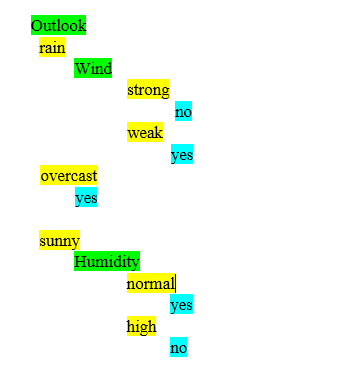 Outlook
rain
Wind
strong
no
weak
yes
overcast
yes
sunny
Humidity
normal
yes
high
no